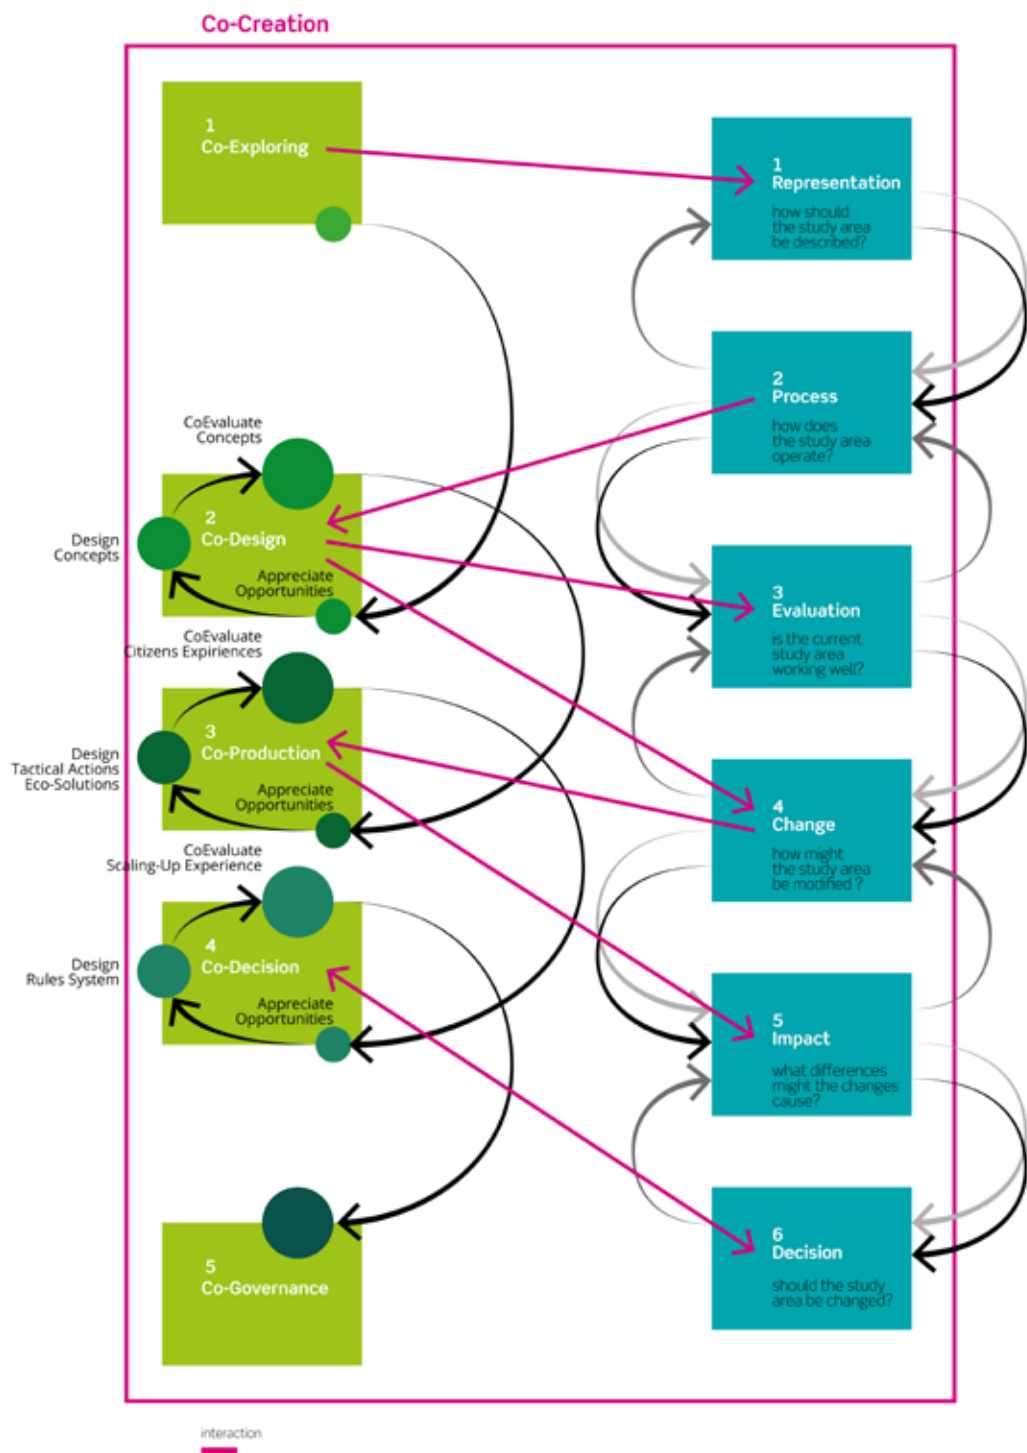 Co-Creation
1
Co-Exploring
1
Representation
how should
the study area
be described?
2
Process
how does
the study area
operate?
CoEvaluate
Concepts
2
Co-Design
Design
Concepts
Appreciate
Opportunities
3
Evaluation
is the current
study area
working well?
CoEvaluate
Citizens Expiriences
3
Co-Production
Design
Tactical Actions
Eco-Solutions
Appreciate
Opportunities
4
Change
how might
the study area
be modified ?
CoEvaluate
Scaling-Up Experience
4
Co-Decision
Design
Rules System
Appreciate
Opportunities
5
Impact
what differences
might the changes
cause?
5
Co-Governance
6
Decision
should the study
area be changed?
interaction